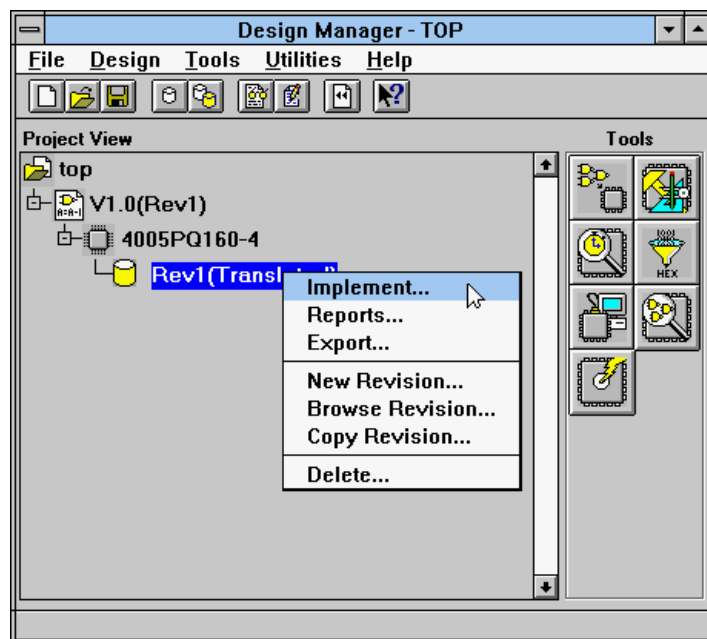 Design Manager - TOP
File Design Tools Utilities Help
Project View
Tools
top
V1.0(Rev1)
4005PQ160-4
Implement...
Reports...
Export...
New Revision...
Browse Revision...
Copy Revision...
Delete...
HEX